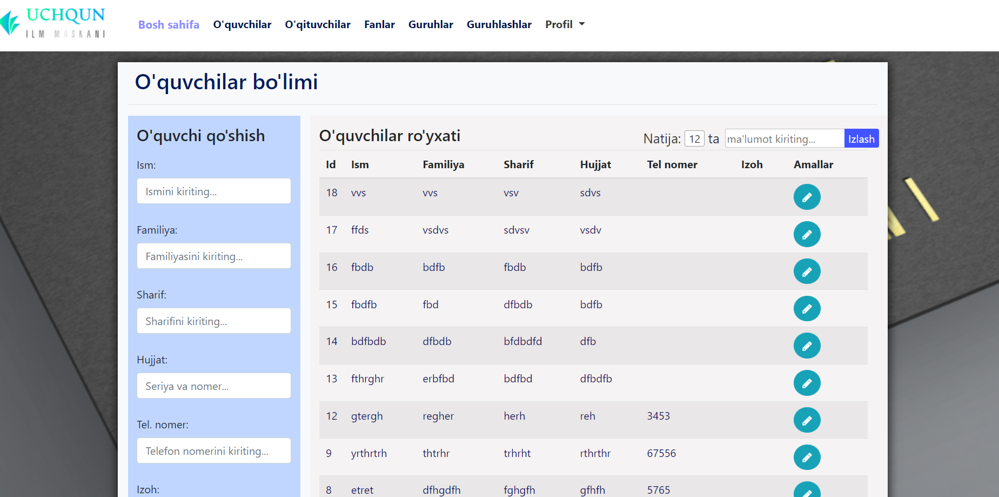 UCHQUN
ILM MASKANI
Bosh sahifa O'quvchilar O'qituvchilar Fanlar Guruhlar Guruhlashlar Profil
O'quvchilar bo'limi
O'quvchi qo'shish
Ism:
Ismini kiriting...
Familiya:
Familiyasini kiriting...
Sharif:
Sharifini kiriting...
Hujjat:
Seriya va nomer...
Tel. nomer:
Telefon nomerini kiriting...
Izoh:
O'quvchilar ro'yxati
Natija: 12 ta ma'lumot kiriting... Izlash
Id Ism Familiya Sharif Hujjat Tel nomer Izoh Amallar
18 vvs vvs vsv sdvs
17 ffds vsdvs sdvsv vsdv
16 fbdb bdfb fbdb bdfb
15 fbdfb fbd dfbdb bdfb
14 bdfbdb dfbdb bfdbdfd dfb
13 fthrghr erbfbd bdfbd dfbdfb
12 gtergh regher herh reh 3453
9 yrthrtrh thtrhr trhrht rthrthr 67556
8 etret dfhgdfh fghgfh gfhfh 5765